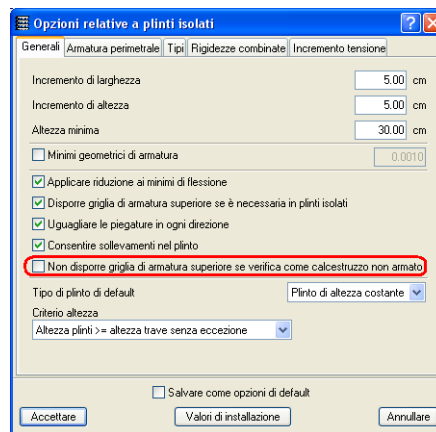 Opzioni relative a plinti isolati
Generali Armatura perimetrale Tipi Rigidezze combinate Incremento tensione
Incremento di larghezza 5.00 cm
Incremento di altezza 5.00 cm
Altezza minima 30.00 cm
Minimi geometrici di armatura 0.0010
Applicare riduzione ai minimi di flessione
Disporre griglia di armatura superiore se è necessaria in plinti isolati
Uguagliare le piegature in ogni direzione
Consentire sollevamenti nel plinto
Non disporre griglia di armatura superiore se verifica come calcestruzzo non armato
Tipo di plinto di default Plinto di altezza costante
Criterio altezza
Altezza plinti >= altezza trave senza eccezione
Salvare come opzioni di default
Accettare Valori di installazione Annullare